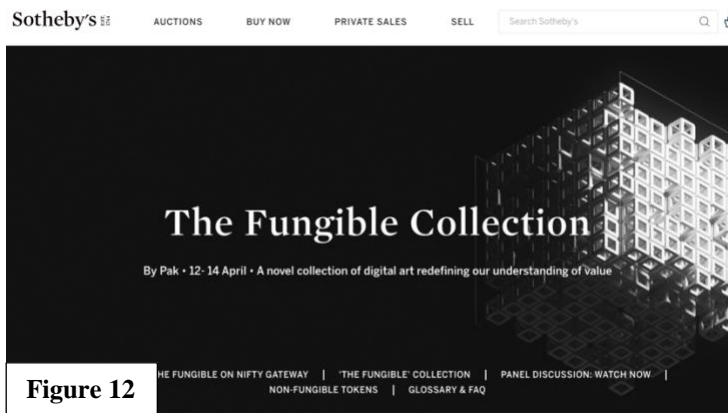 Sotheby's EST. 1744
AUCTIONS BUY NOW PRIVATE SALES SELL Search Sotheby's
The Fungible Collection
By Pak • 12- 14 April • A novel collection of digital art redefining our understanding of value
HE FUNGIBLE ON NIFTY GATEWAY | 'THE FUNGIBLE' COLLECTION | PANEL DISCUSSION: WATCH NOW |
NON-FUNGIBLE TOKENS | GLOSSARY & FAQ
Figure 12